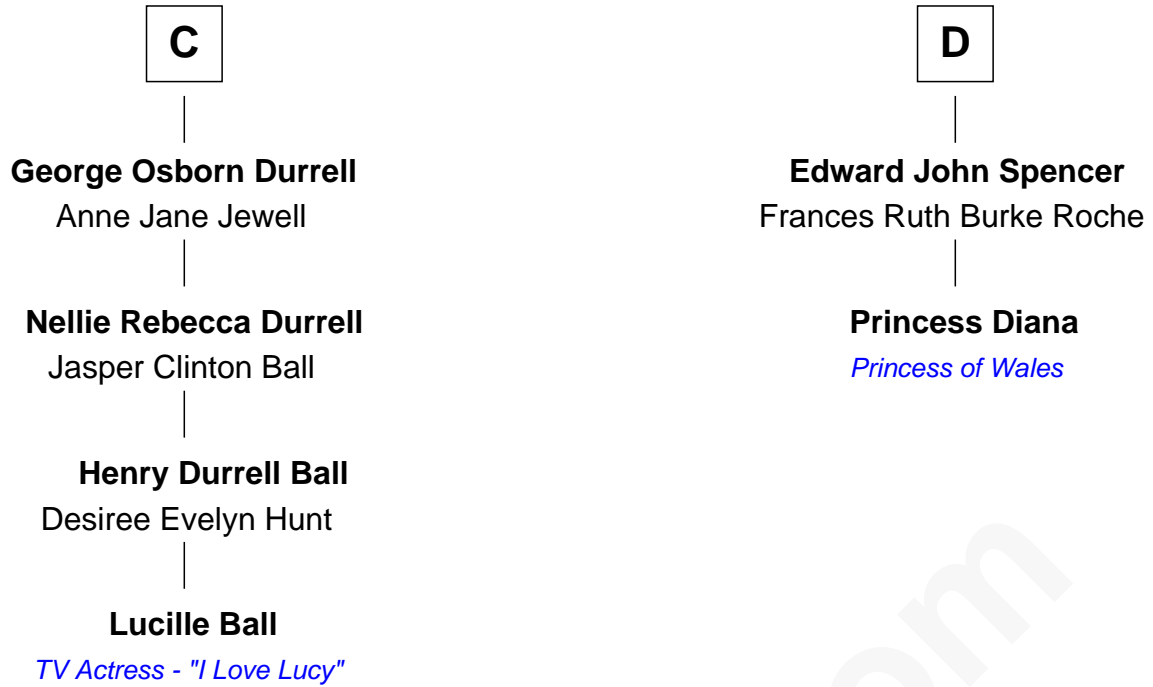 C
George Osborn Durrell
Anne Jane Jewell
Nellie Rebecca Durrell
Jasper Clinton Ball
Henry Durrell Ball
Desiree Evelyn Hunt
Lucille Ball
TV Actress - "I Love Lucy"
D
Edward John Spencer
Frances Ruth Burke Roche
Princess Diana
Princess of Wales
om